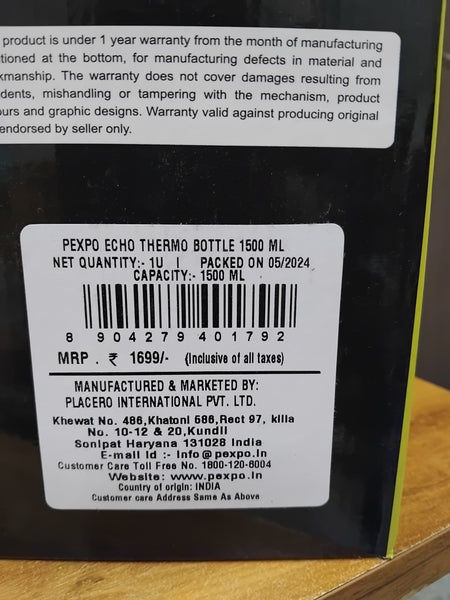 product is under 1 year warranty from the month of manufacturing
tioned at the bottom, for manufacturing defects in material and
kmanship. The warranty does not cover damages resulting from
dents, mishandling or tampering with the mechanism, product
urs and graphic designs. Warranty valid against producing original
endorsed by seller only.
PEXPO ECHO THERMO BOTTLE 1500 ML
NET QUANTITY:- 1U | PACKED ON 05/2024
CAPACITY:- 1500 ML
8 904279 401792
MRP . ₹ 1699/- (Inclusive of all taxes)
MANUFACTURED & MARKETED BY:
PLACERO INTERNATIONAL PVT. LTD.
Khewat No. 486,Khatoni 586,Rect 97, killa
No. 10-12 & 20,Kundli
Sonipat Haryana 131028 India
E-mail Id :- Info@pexpo.in
Customer Care Toll Free No. 1800-120-6004
Website: www.pexpo.in
Country of origin: INDIA
Customer care Address Same As Above